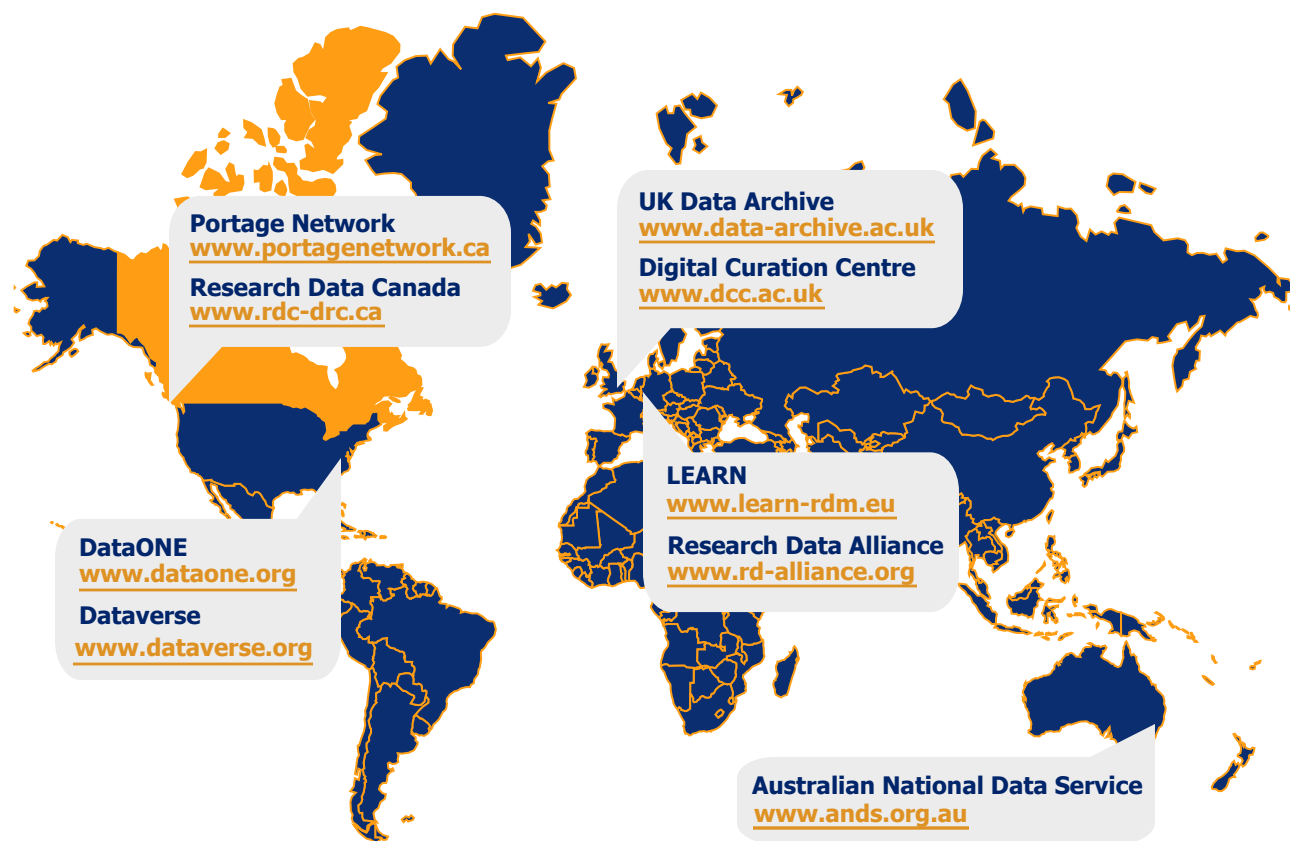 Portage Network
www.portagenetwork.ca
Research Data Canada
www.rdc-drc.ca
UK Data Archive
www.data-archive.ac.uk
Digital Curation Centre
www.dcc.ac.uk
LEARN
www.learn-rdm.eu
Research Data Alliance
www.rd-alliance.org
DataONE
www.dataone.org
Dataverse
www.dataverse.org
Australian National Data Service
www.ands.org.au